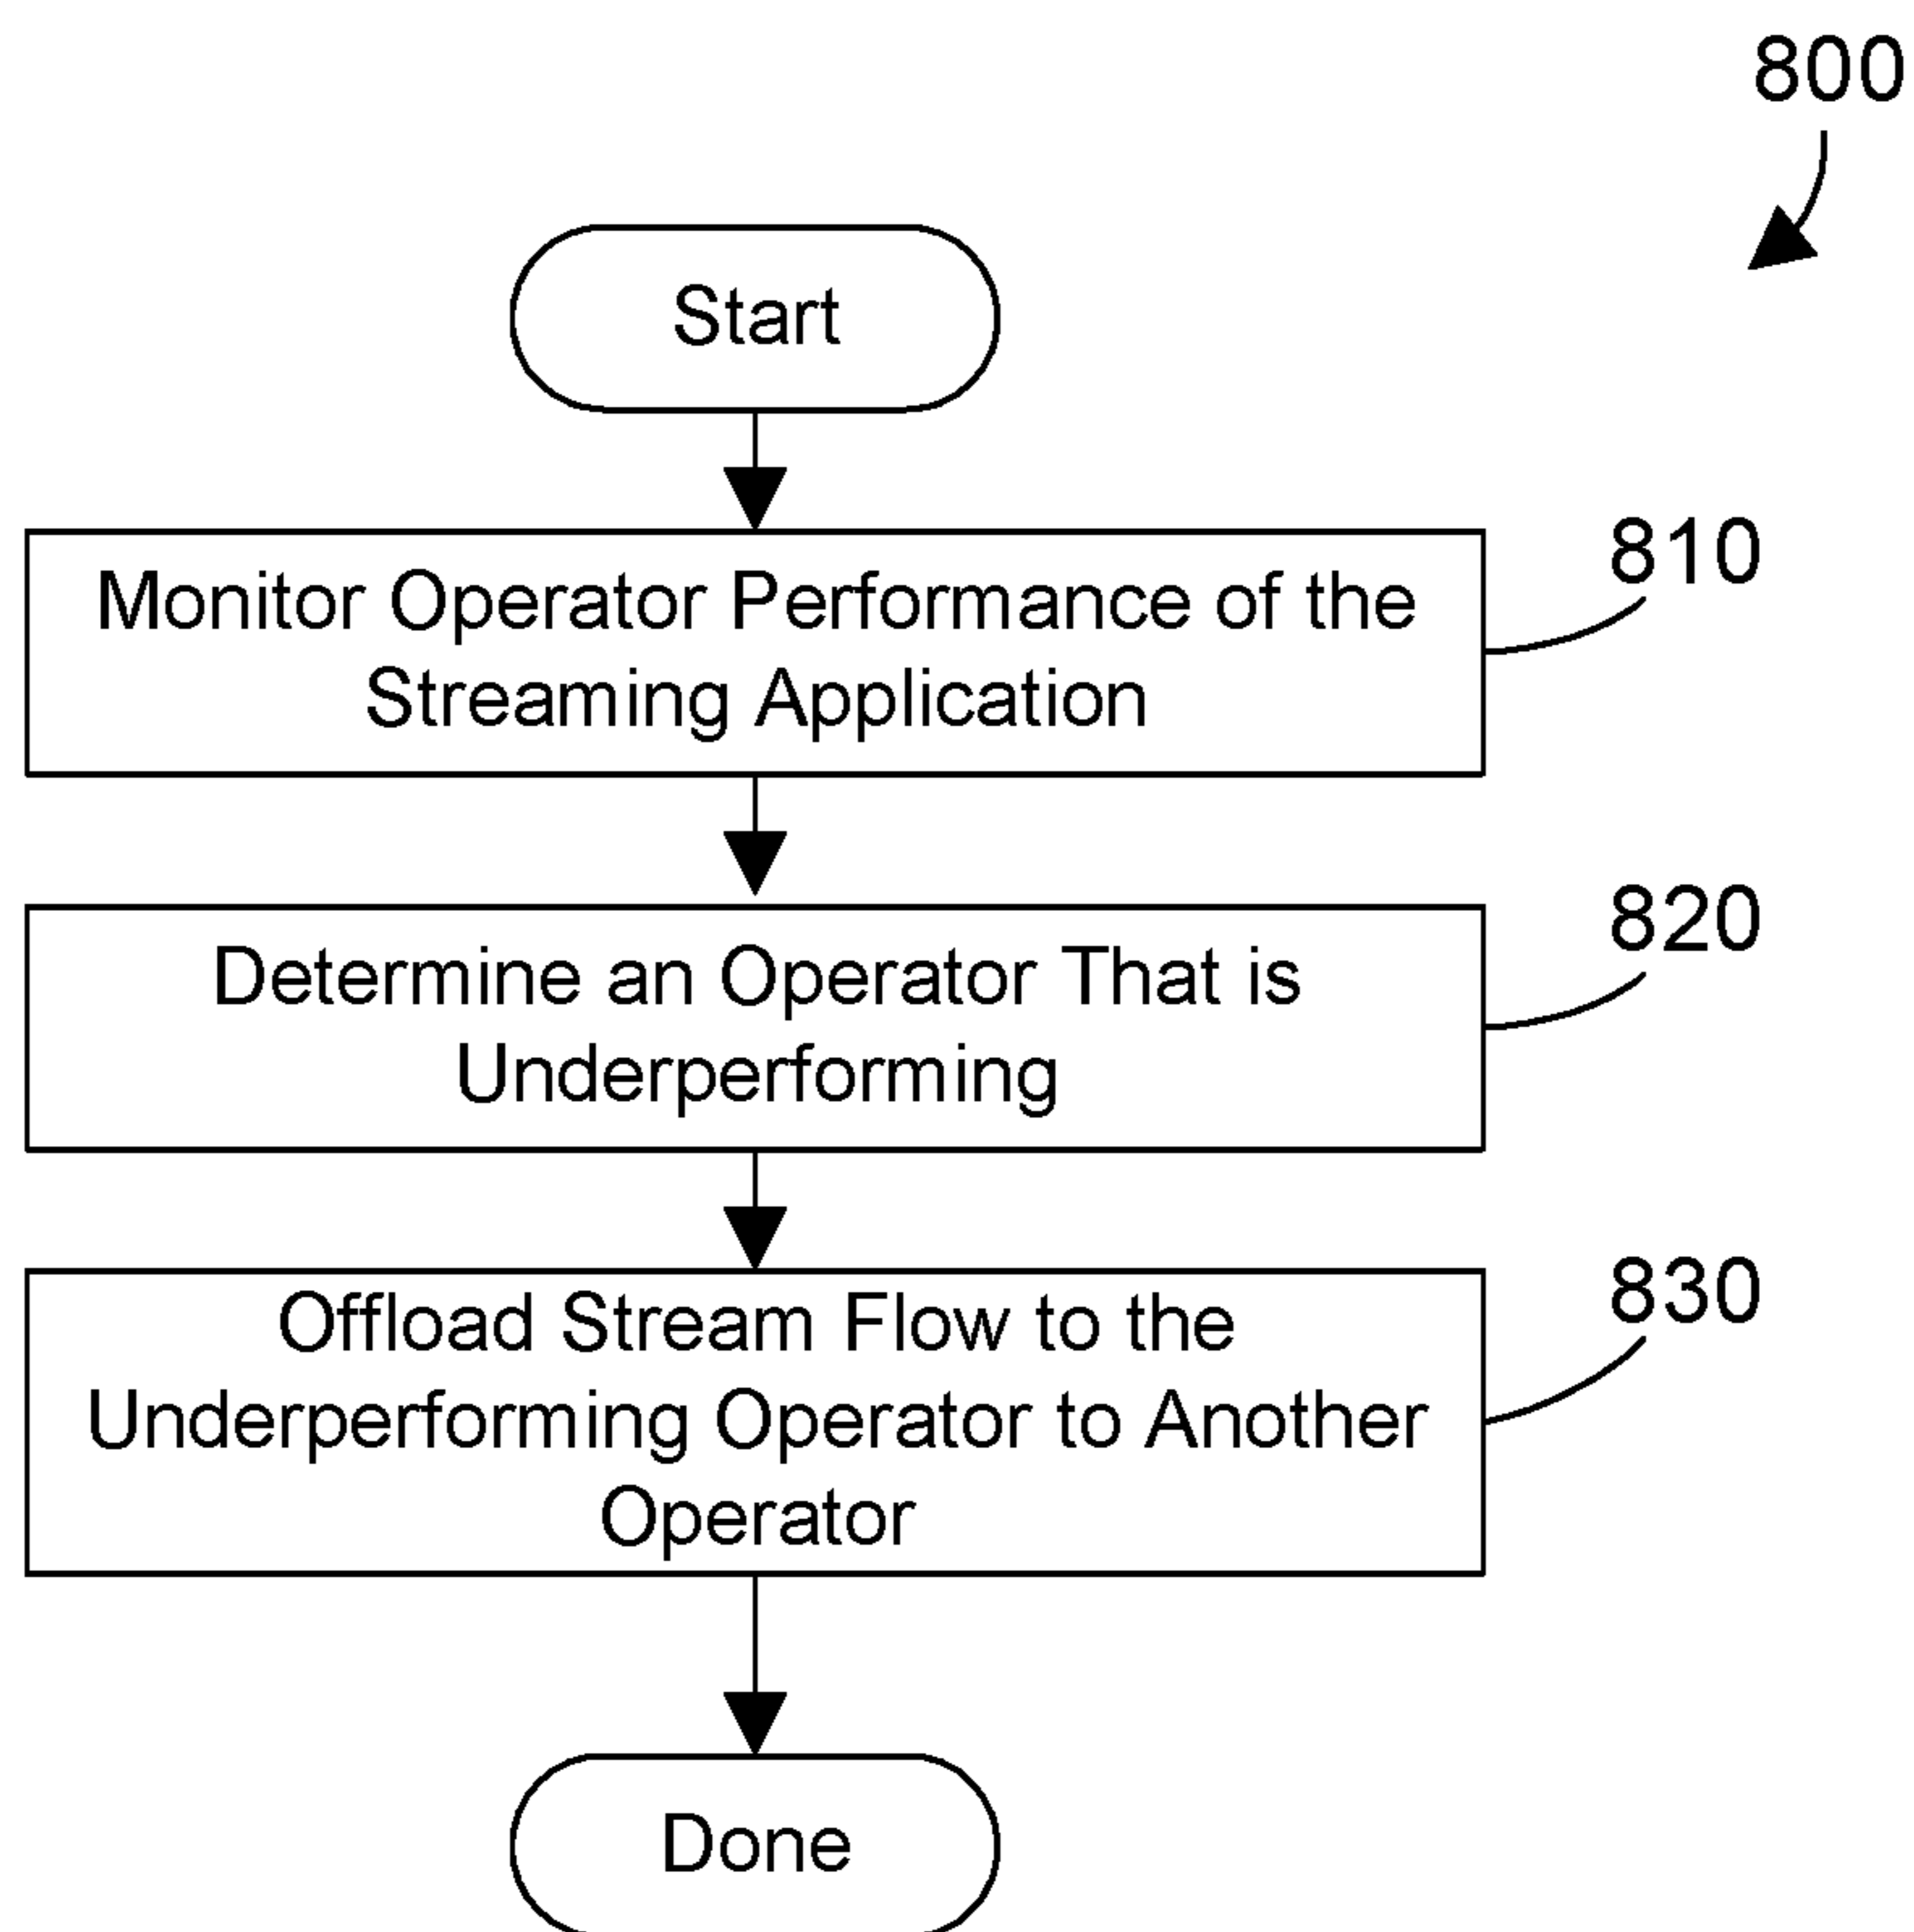 800
Start
Monitor Operator Performance of the
Streaming Application
810
Determine an Operator That is
Underperforming
820
Offload Stream Flow to the
Underperforming Operator to Another
Operator
830
Done